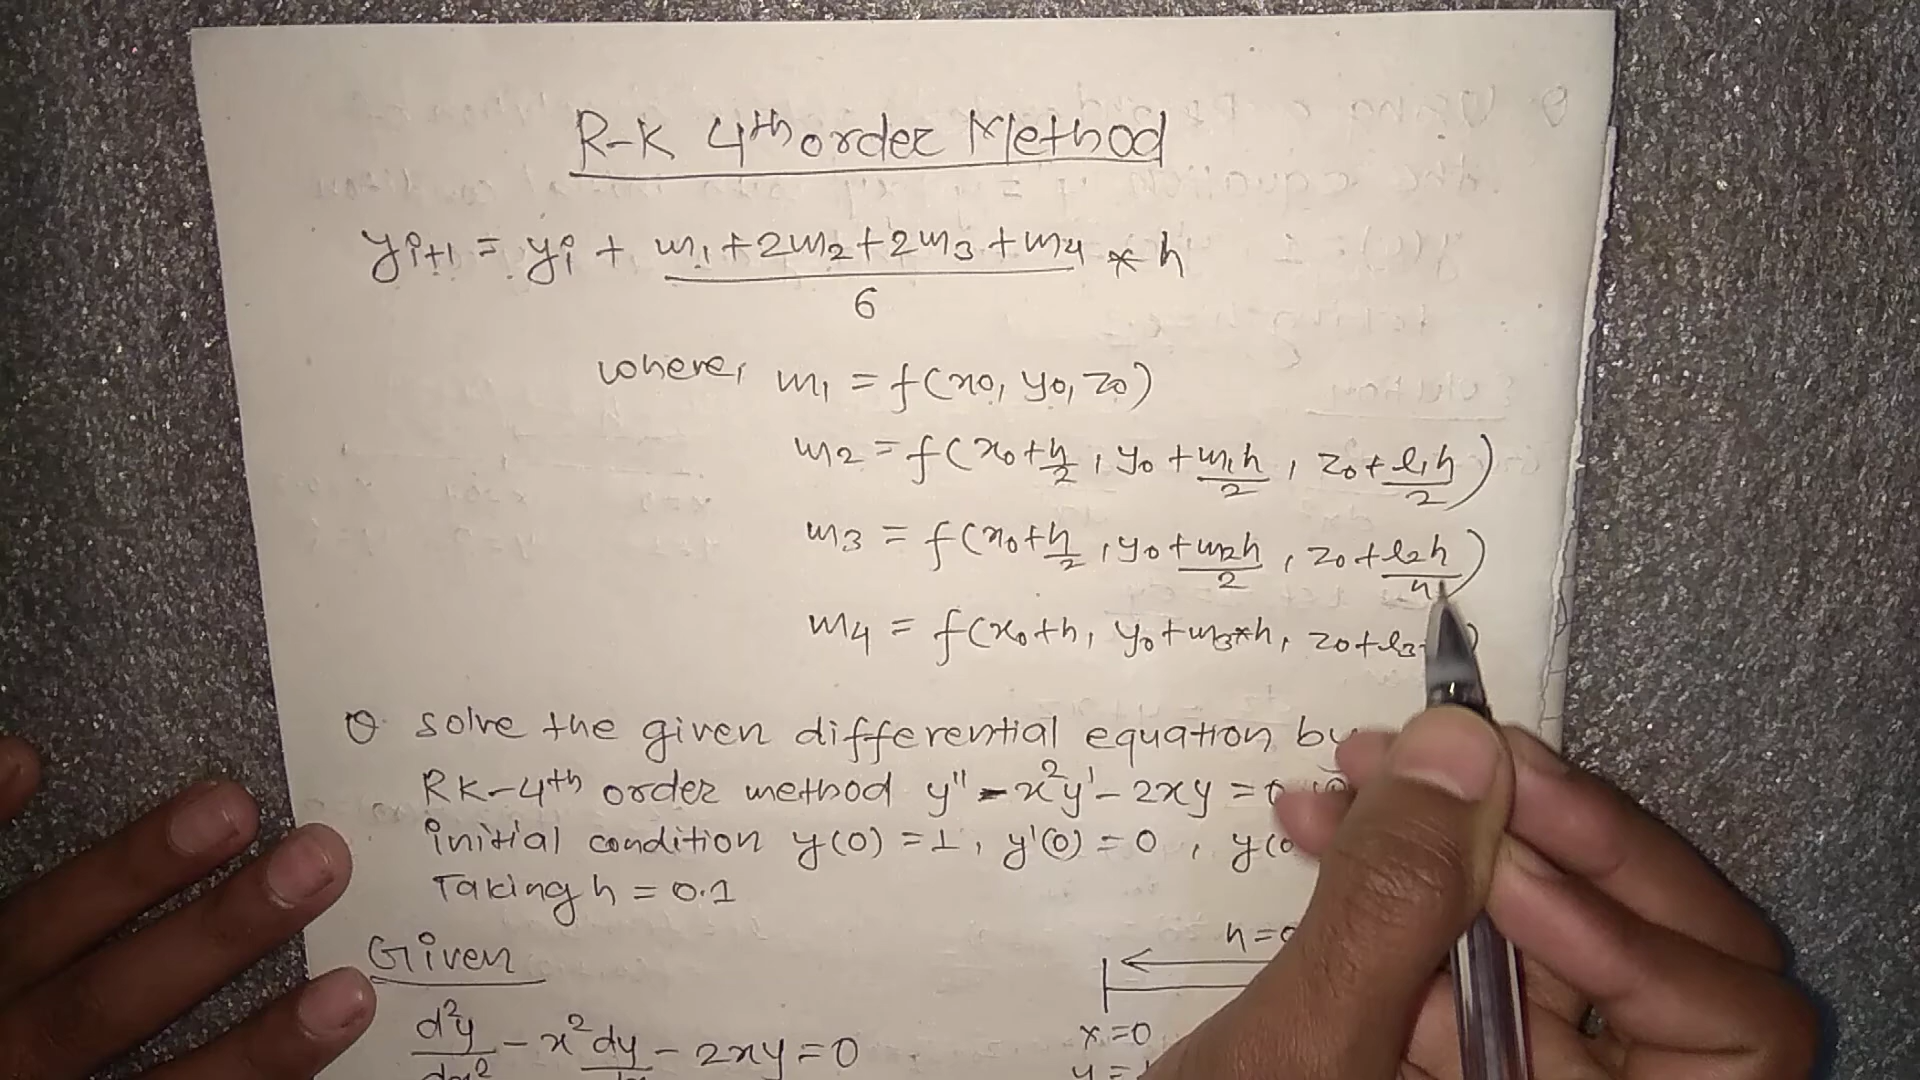 R-K 4th order Method
yi+1 = yi + (m1 + 2m2 + 2m3 + m4)/6 * h
where, m1 = f(x0, y0, z0)
m2 = f(x0 + h/2, y0 + m1h/2, z0 + l1h/2)
m3 = f(x0 + h/2, y0 + m2h/2, z0 + l2h/
m4 = f(x0 + h, y0 + m3*h, z0 + l3
Q. solve the given differential equation by
RK-4th order method y'' - x²y' - 2xy =
initial condition y(0) = 1, y'(0) = 0, y(0
Taking h = 0.1
Given
h=0
d²y/dx² - x² dy/dx - 2xy = 0
x=0
y=